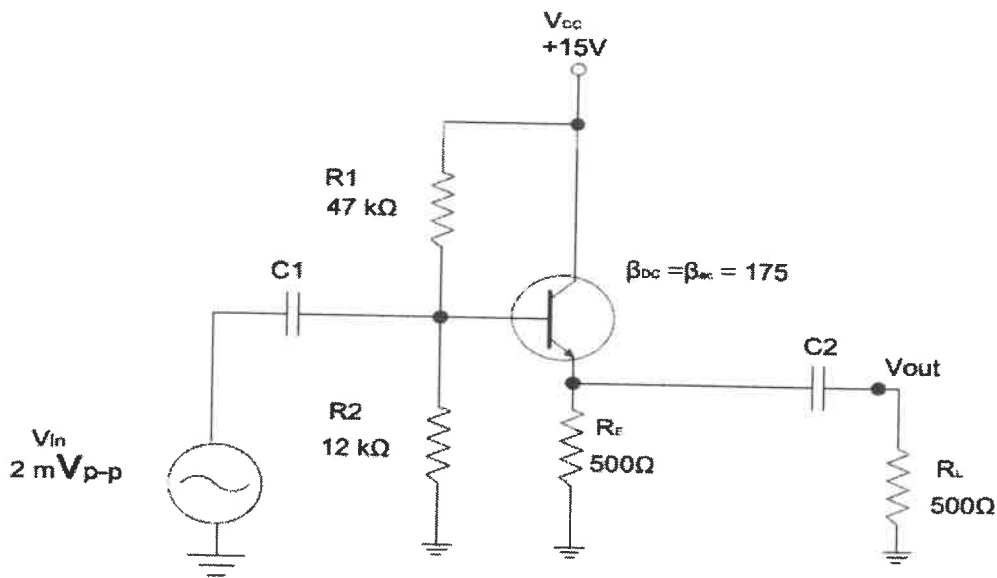 Vcc
+15V
R1
47 kΩ
C1
βDC = βac = 175
C2
Vout
R2
12 kΩ
RE
500Ω
Vin
2 mVp-p
RL
500Ω